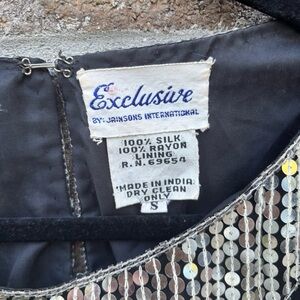 Exclusive
BY: JAINSONS INTERNATIONAL
100% SILK
100% RAYON
LINING
R.N. 69654
MADE IN INDIA
DRY CLEAN
ONLY
S